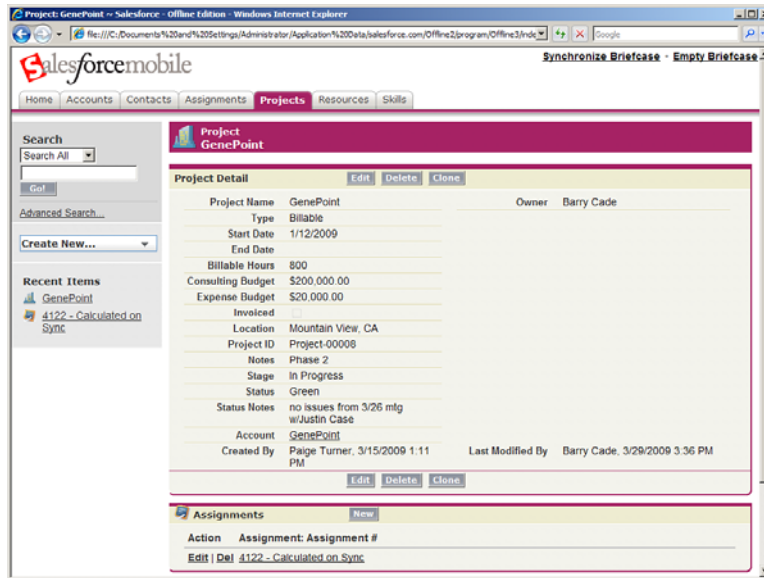 Project: GenePoint ~ Salesforce - Offline Edition - Windows Internet Explorer
file:///C:/Documents%20and%20Settings/Administrator/Application%20Data/salesforce.com/Offline2/program/Offline3/inde
Google
salesforcemobile
Synchronize Briefcase - Empty Briefcase
Home Accounts Contacts Assignments Projects Resources Skills
Search
Search All
Go!
Advanced Search...
Create New...
Recent Items
GenePoint
4122 - Calculated on
Sync
Project
GenePoint
Project Detail Edit Delete Clone
Project Name GenePoint Owner Barry Cade
Type Billable
Start Date 1/12/2009
End Date
Billable Hours 800
Consulting Budget $200,000.00
Expense Budget $20,000.00
Invoiced
Location Mountain View, CA
Project ID Project-00008
Notes Phase 2
Stage In Progress
Status Green
Status Notes no issues from 3/26 mtg
w/Justin Case
Account GenePoint
Created By Paige Turner, 3/15/2009 1:11
PM
Last Modified By Barry Cade, 3/29/2009 3:36 PM
Edit Delete Clone
Assignments New
Action Assignment: Assignment #
Edit | Del 4122 - Calculated on Sync